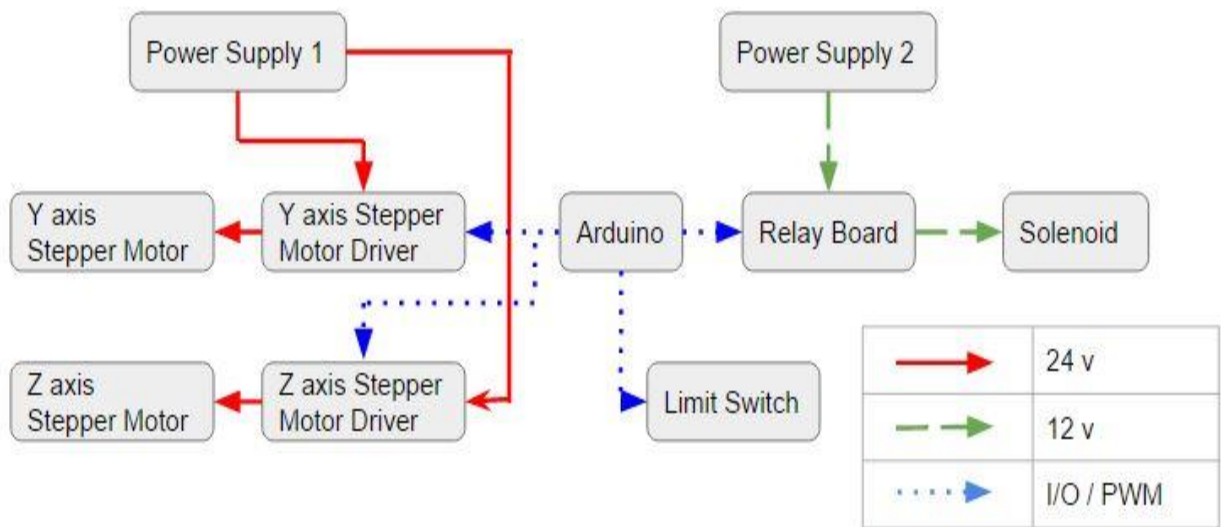 Power Supply 1
Power Supply 2
Y axis
Stepper Motor
Y axis Stepper
Motor Driver
Arduino
Relay Board
Solenoid
Z axis
Stepper Motor
Z axis Stepper
Motor Driver
Limit Switch
24 v
12 v
I/O / PWM